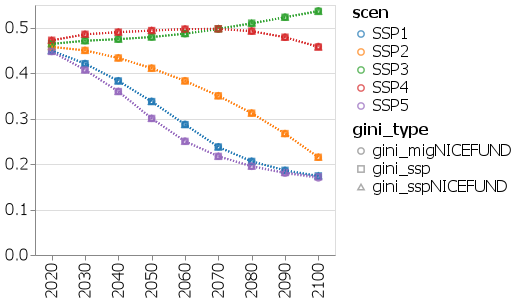 0.5
0.4
0.3
0.2
0.1
0.0
2020
2030
2040
2050
2060
2070
2080
2090
2100
scen
SSP1
SSP2
SSP3
SSP4
SSP5
gini_type
gini_migNICEFUND
gini_ssp
gini_sspNICEFUND